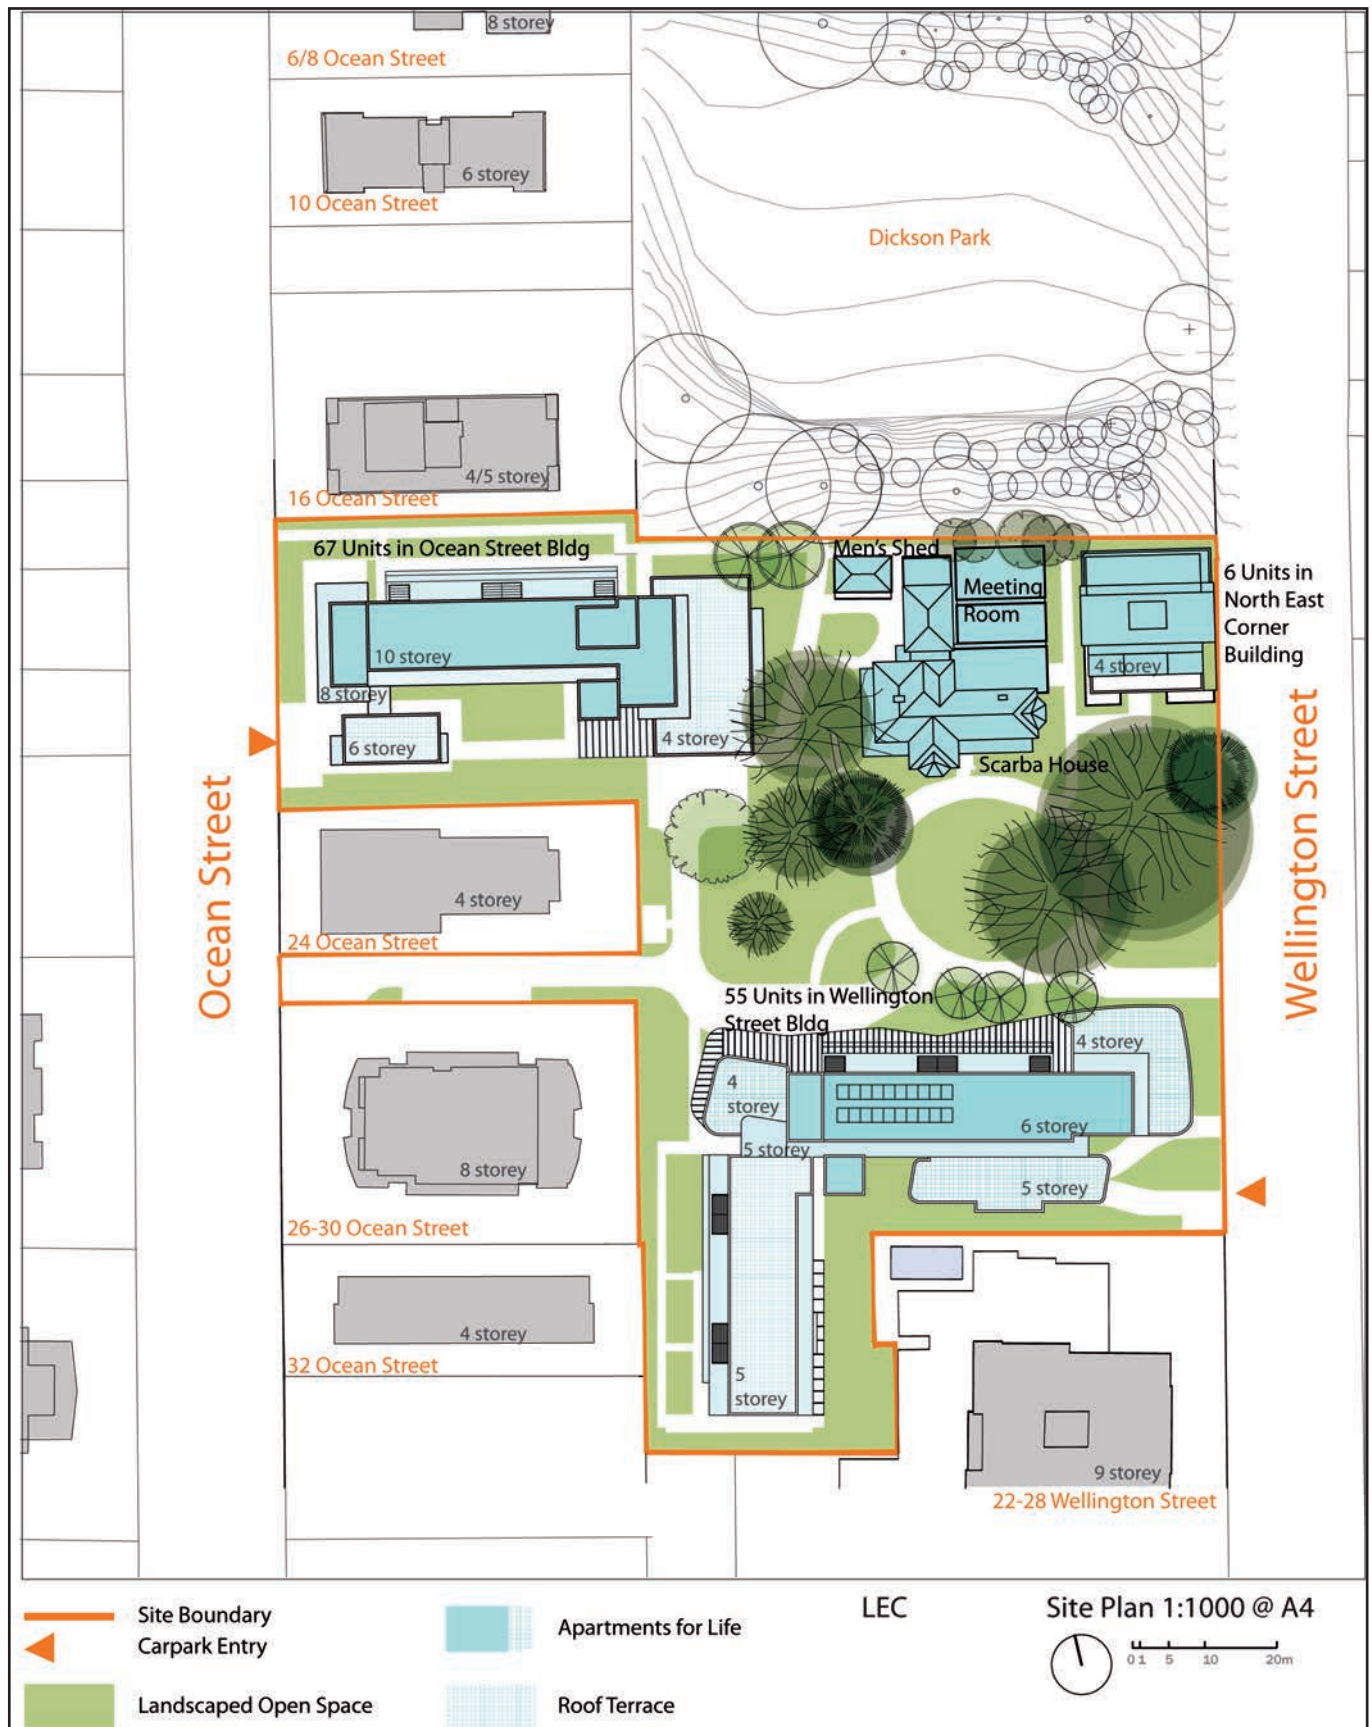 8 storey
6/8 Ocean Street
6 storey
10 Ocean Street
Dickson Park
4/5 storey
16 Ocean Street
67 Units in Ocean Street Bldg
Men's Shed
Meeting
Room
6 Units in
North East
Corner
Building
10 storey
8 storey
6 storey
4 storey
4 storey
Scarba House
Ocean Street
Wellington Street
4 storey
24 Ocean Street
55 Units in Wellington
Street Bldg
4 storey
4
storey
6 storey
5 storey
5 storey
8 storey
26-30 Ocean Street
4 storey
32 Ocean Street
5
storey
9 storey
22-28 Wellington Street
Site Boundary
Carpark Entry
Landscaped Open Space
Apartments for Life
Roof Terrace
LEC
Site Plan 1:1000 @ A4
0 1 5 10 20m